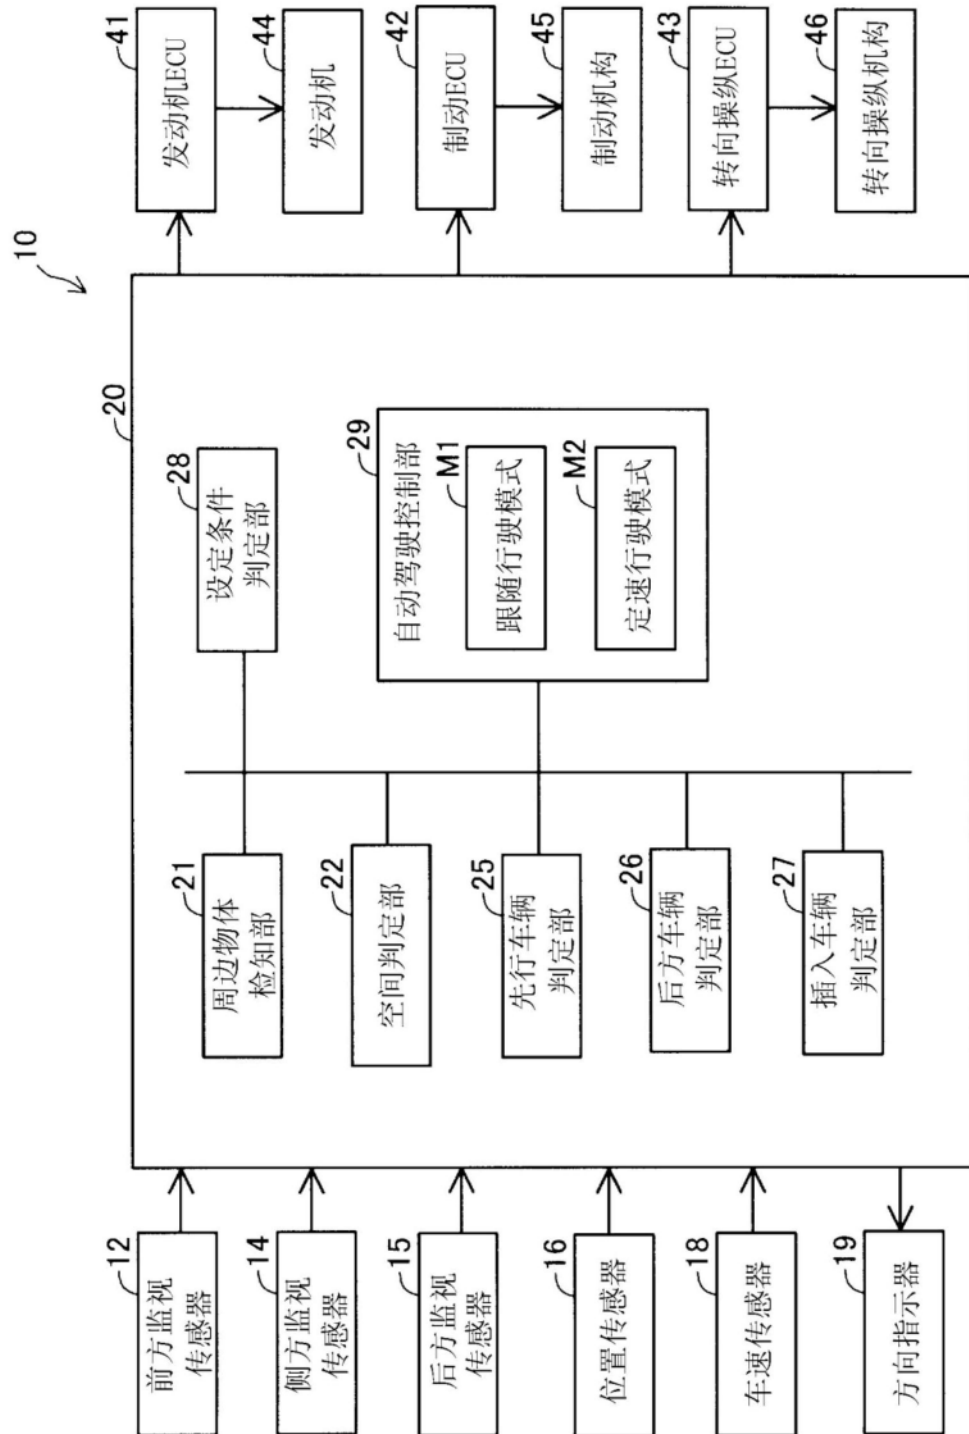 10
20
12
前方监视
传感器
14
侧方监视
传感器
15
后方监视
传感器
16
位置传感器
18
车速传感器
19
方向指示器
21
周边物体
检知部
22
空间判定部
25
先行车辆
判定部
26
后方车辆
判定部
27
插入车辆
判定部
28
设定条件
判定部
29
自动驾驶控制部
M1
跟随行驶模式
M2
定速行驶模式
41
发动机ECU
44
发动机
42
制动ECU
45
制动机构
43
转向操纵ECU
46
转向操纵机构